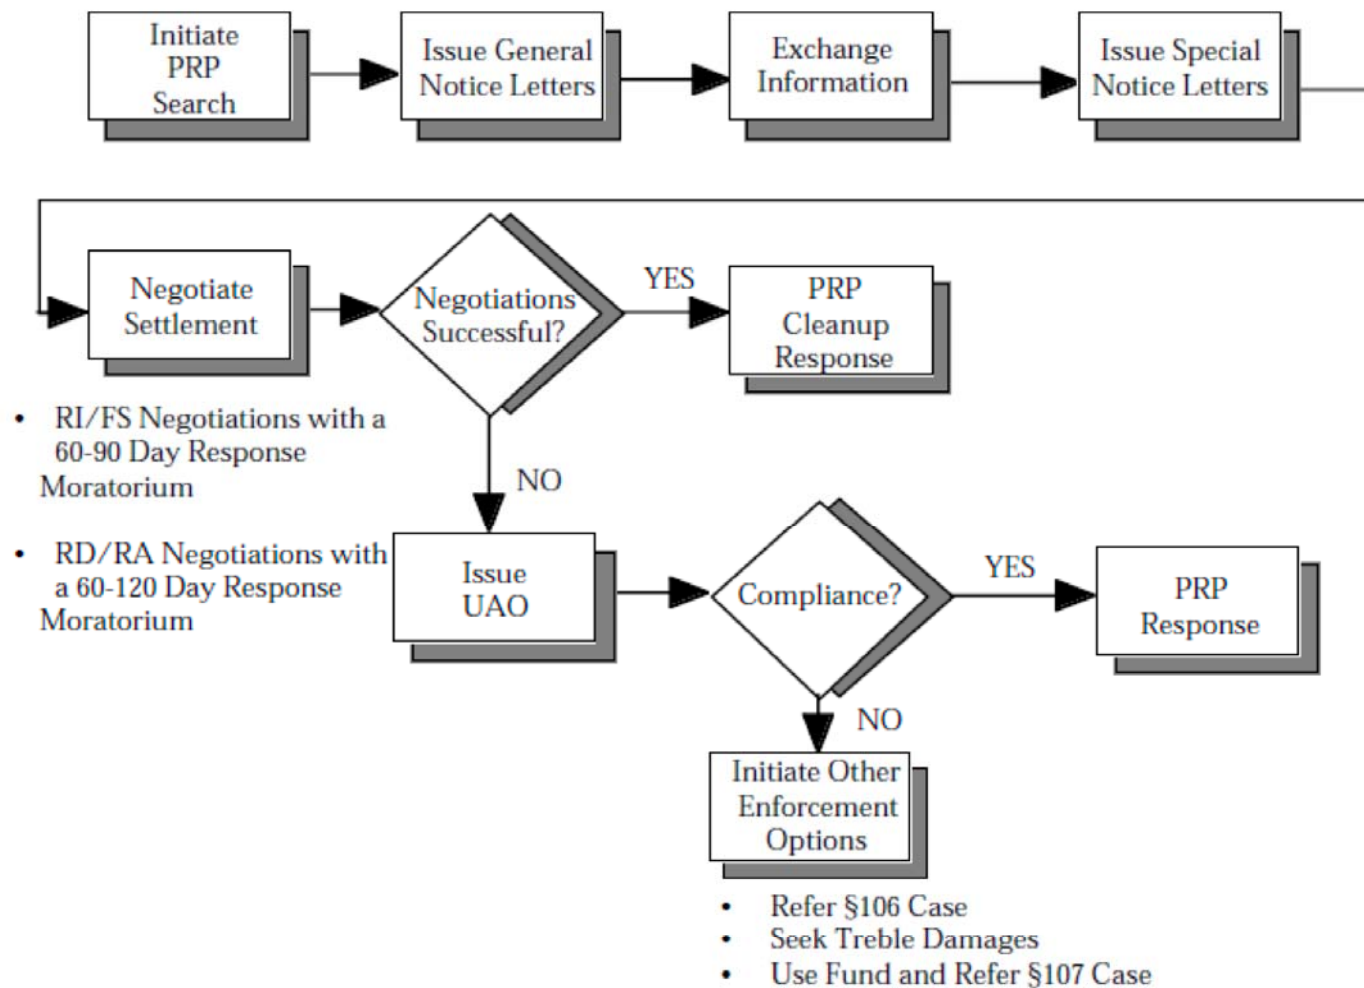 Initiate
PRP
Search
Issue General
Notice Letters
Exchange
Information
Issue Special
Notice Letters
Negotiate
Settlement
Negotiations
Successful?
YES
PRP
Cleanup
Response
• RI/FS Negotiations with a
60-90 Day Response
Moratorium
NO
• RD/RA Negotiations with
a 60-120 Day Response
Moratorium
Issue
UAO
Compliance?
YES
PRP
Response
NO
Initiate Other
Enforcement
Options
• Refer §106 Case
• Seek Treble Damages
• Use Fund and Refer §107 Case